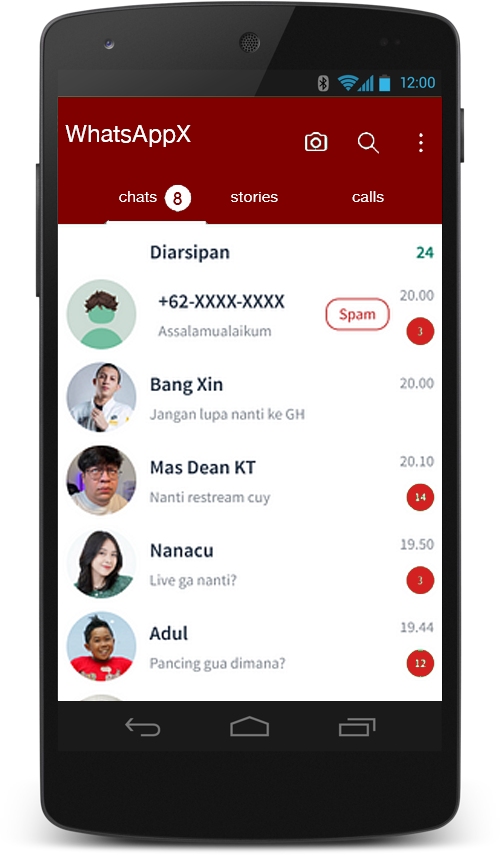 12:00
WhatsAppX
chats 8 stories calls
Diarsipan 24
+62-XXXX-XXXX Spam 20.00
Assalamualaikum 3
Bang Xin 20.00
Jangan lupa nanti ke GH
Mas Dean KT 20.10
Nanti restream cuy 14
Nanacu 19.50
Live ga nanti? 3
Adul 19.44
Pancing gua dimana? 12